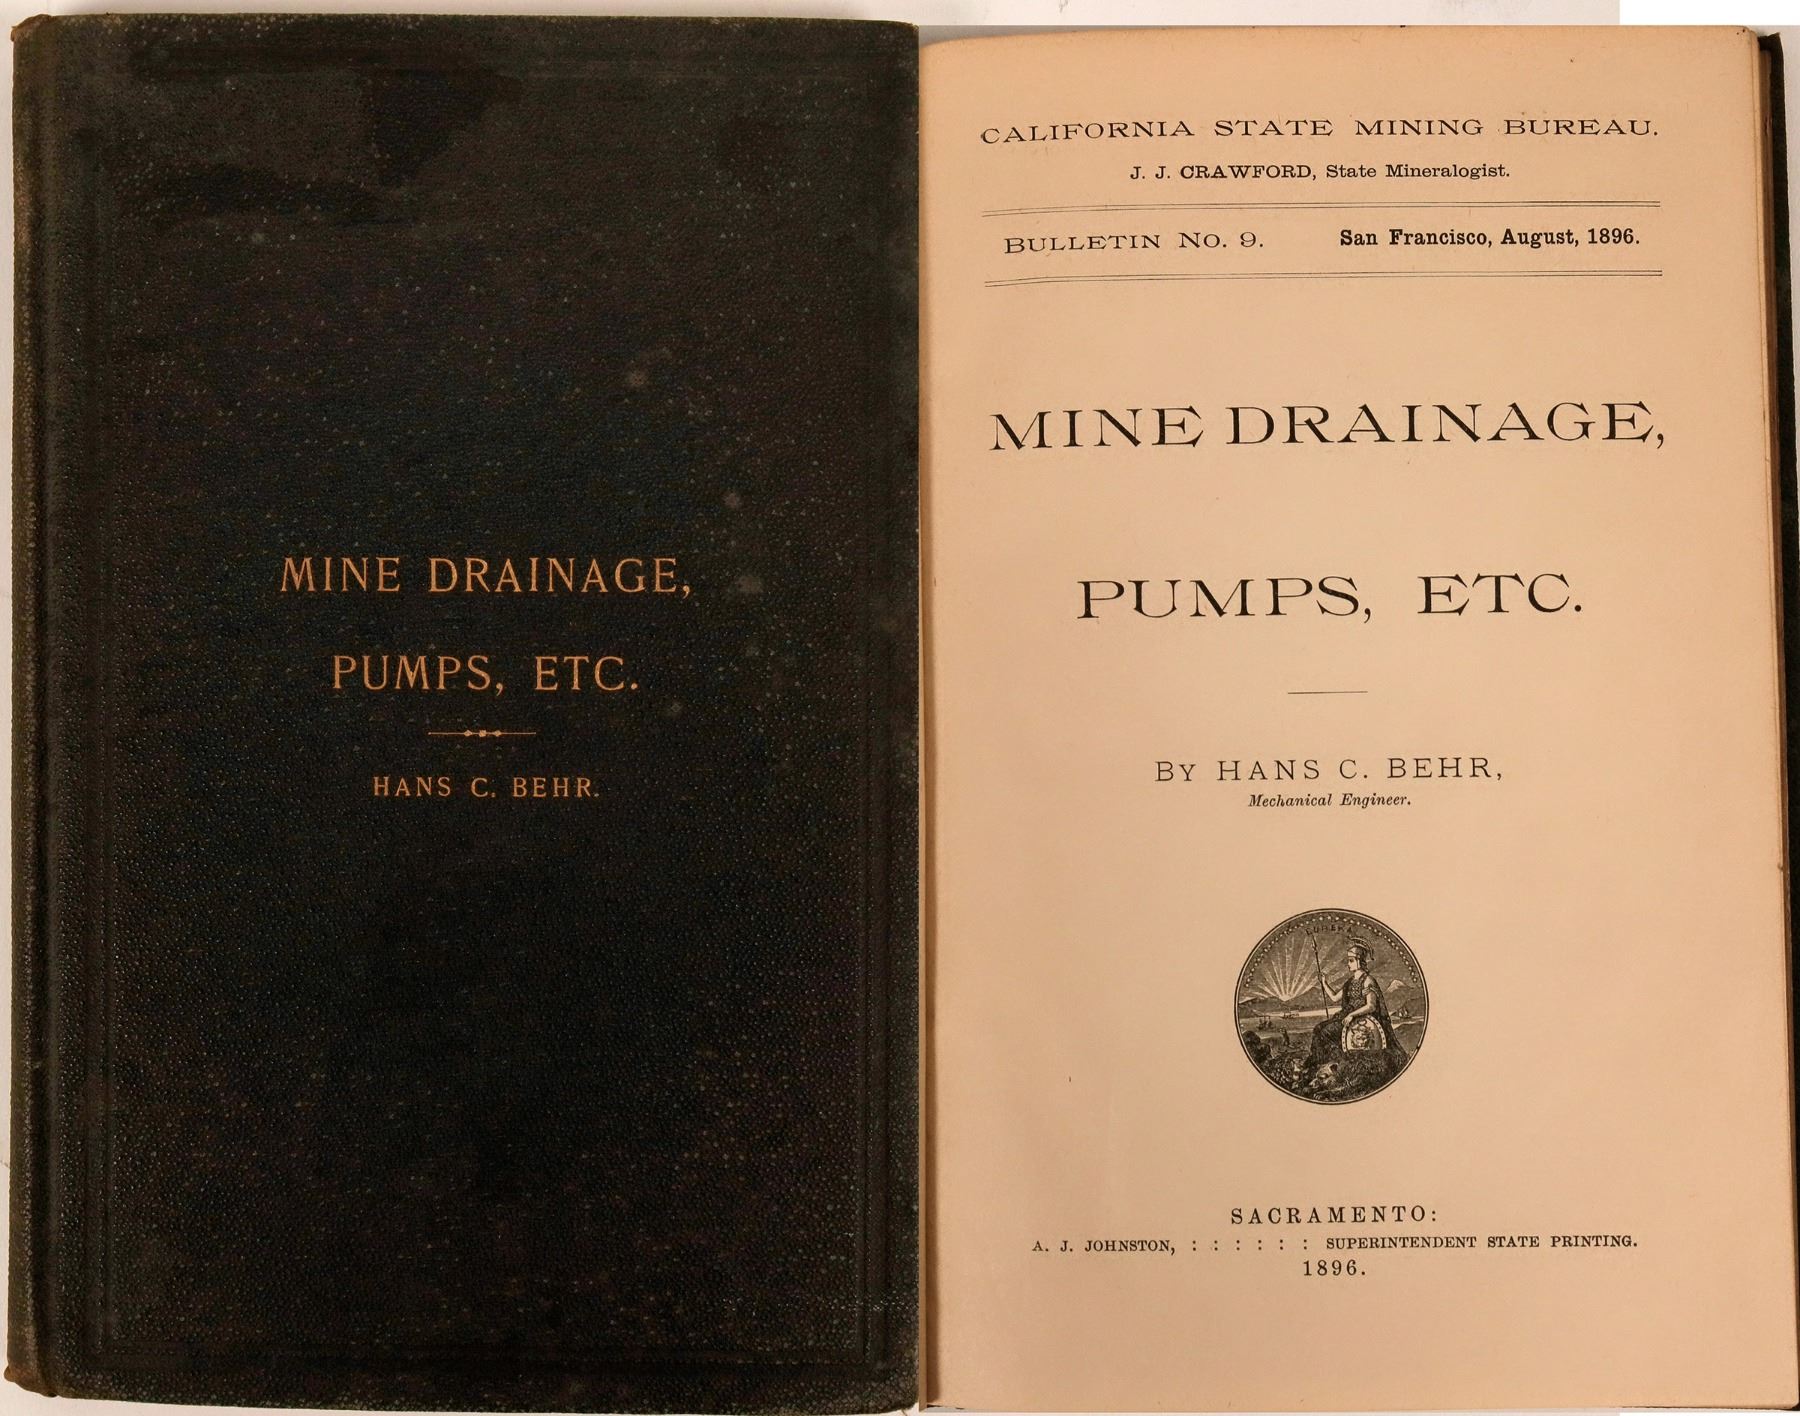 MINE DRAINAGE,
PUMPS, ETC.
HANS C. BEHR.
CALIFORNIA STATE MINING BUREAU.
J. J. CRAWFORD, State Mineralogist.
BULLETIN No. 9. San Francisco, August, 1896.
MINE DRAINAGE,
PUMPS, ETC.
BY HANS C. BEHR,
Mechanical Engineer.
EUREKA
SACRAMENTO:
A. J. JOHNSTON, : : : : : : SUPERINTENDENT STATE PRINTING.
1896.